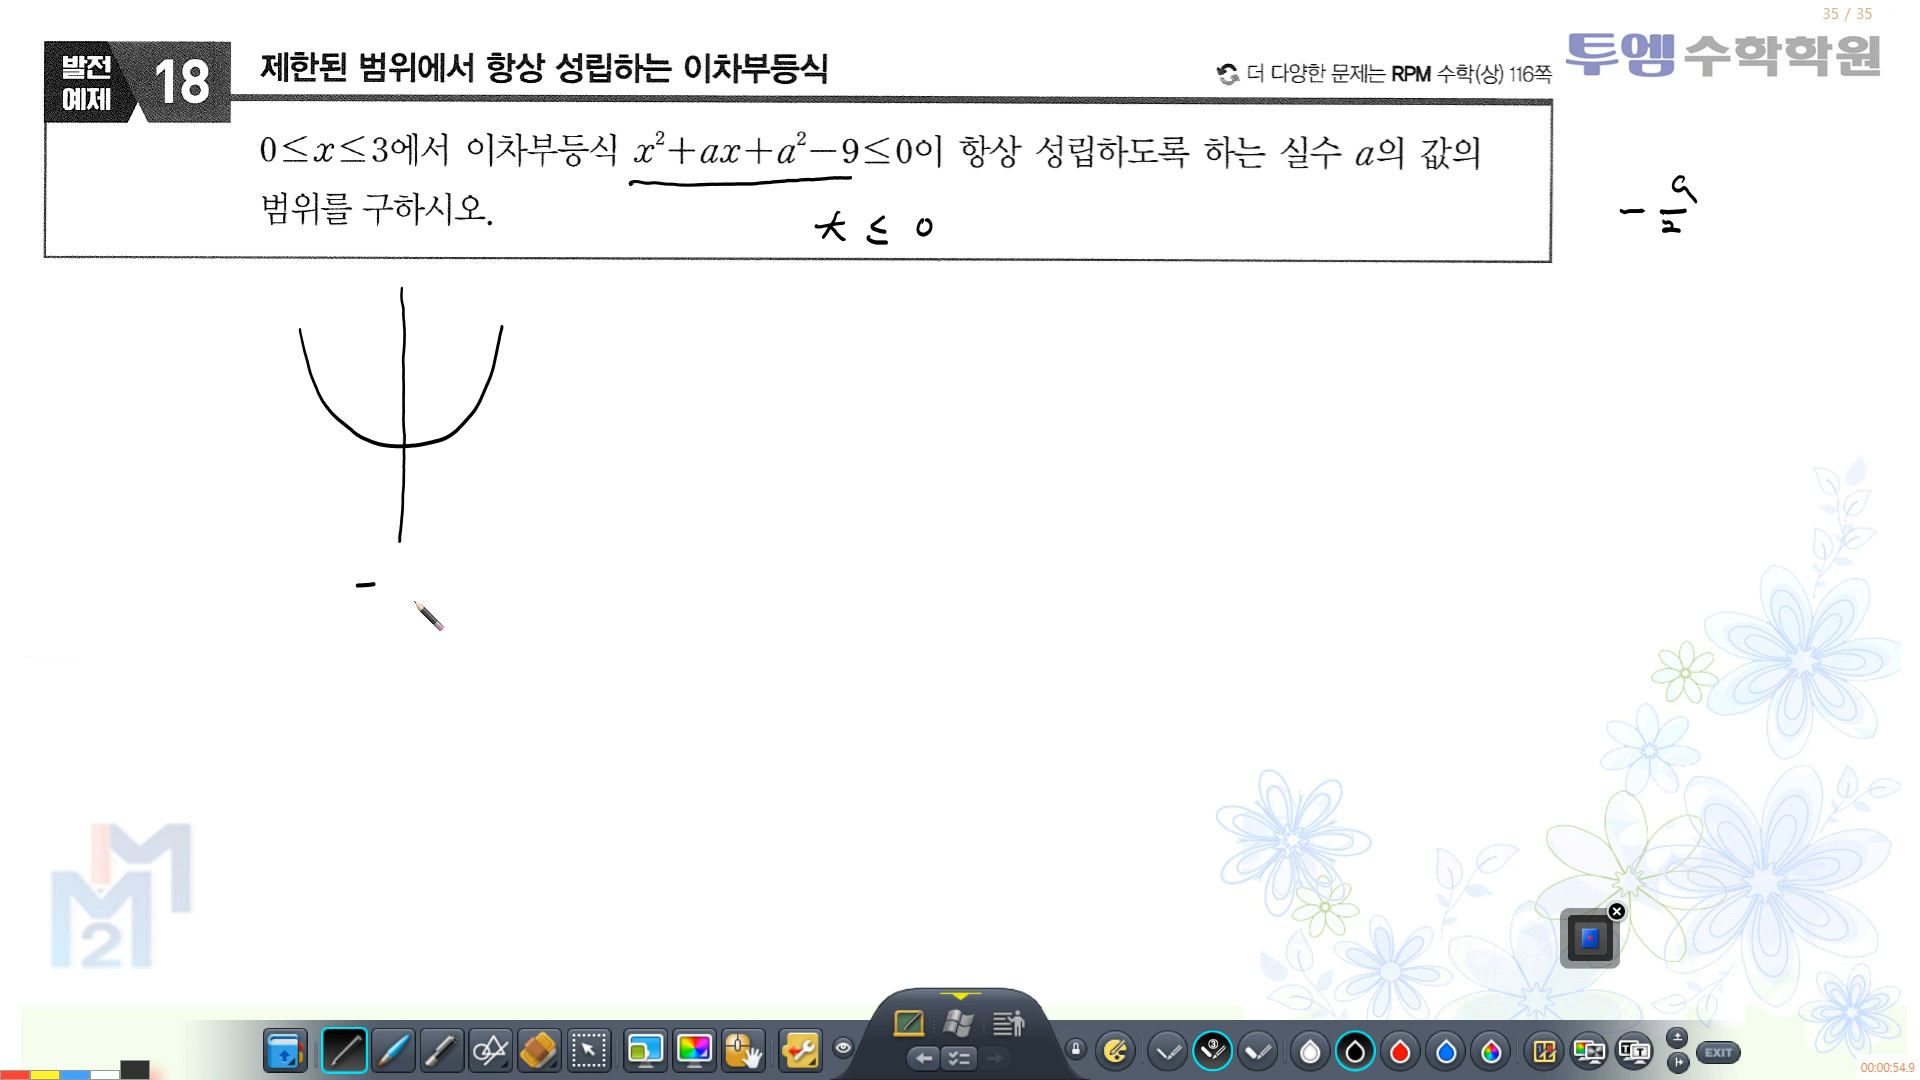 35 / 35
투엠 수학학원
발전 예제 18 제한된 범위에서 항상 성립하는 이차부등식
더 다양한 문제는 RPM 수학(상) 116쪽
0≤x≤3에서 이차부등식 x²+ax+a²−9≤0이 항상 성립하도록 하는 실수 a의 값의
범위를 구하시오.
≤ 0
- a/2
-
M M 2
EXIT
00:00:54.9